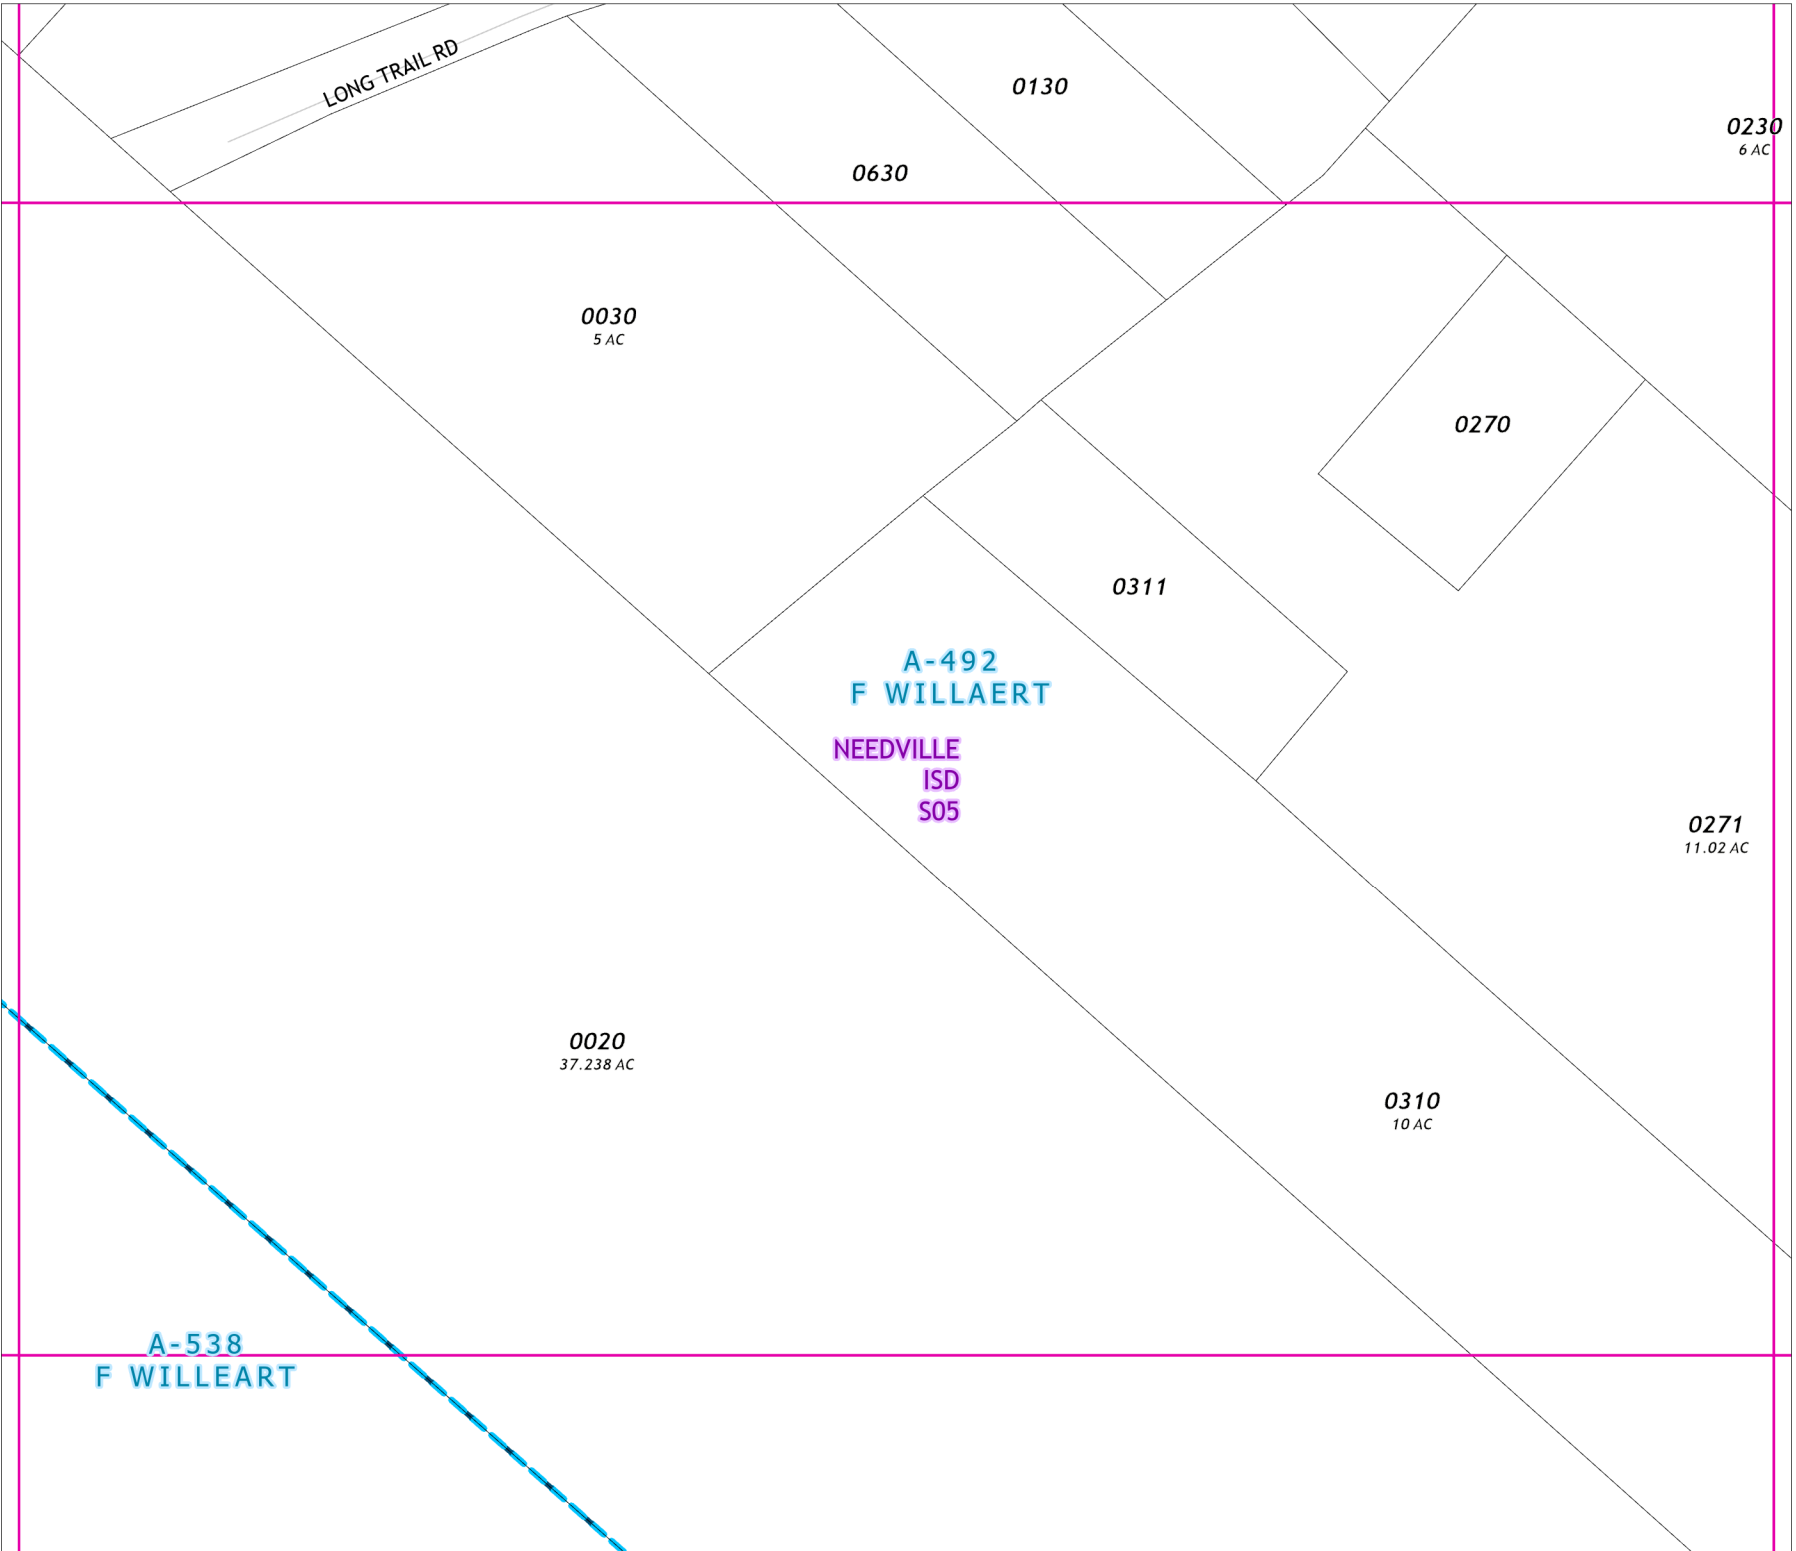 LONG TRAIL RD
0130
0230
6 AC
0630
0030
5 AC
0270
0311
A-492
F WILLAERT
NEEDVILLE
ISD
S05
0271
11.02 AC
0020
37.238 AC
0310
10 AC
A-538
F WILLEART